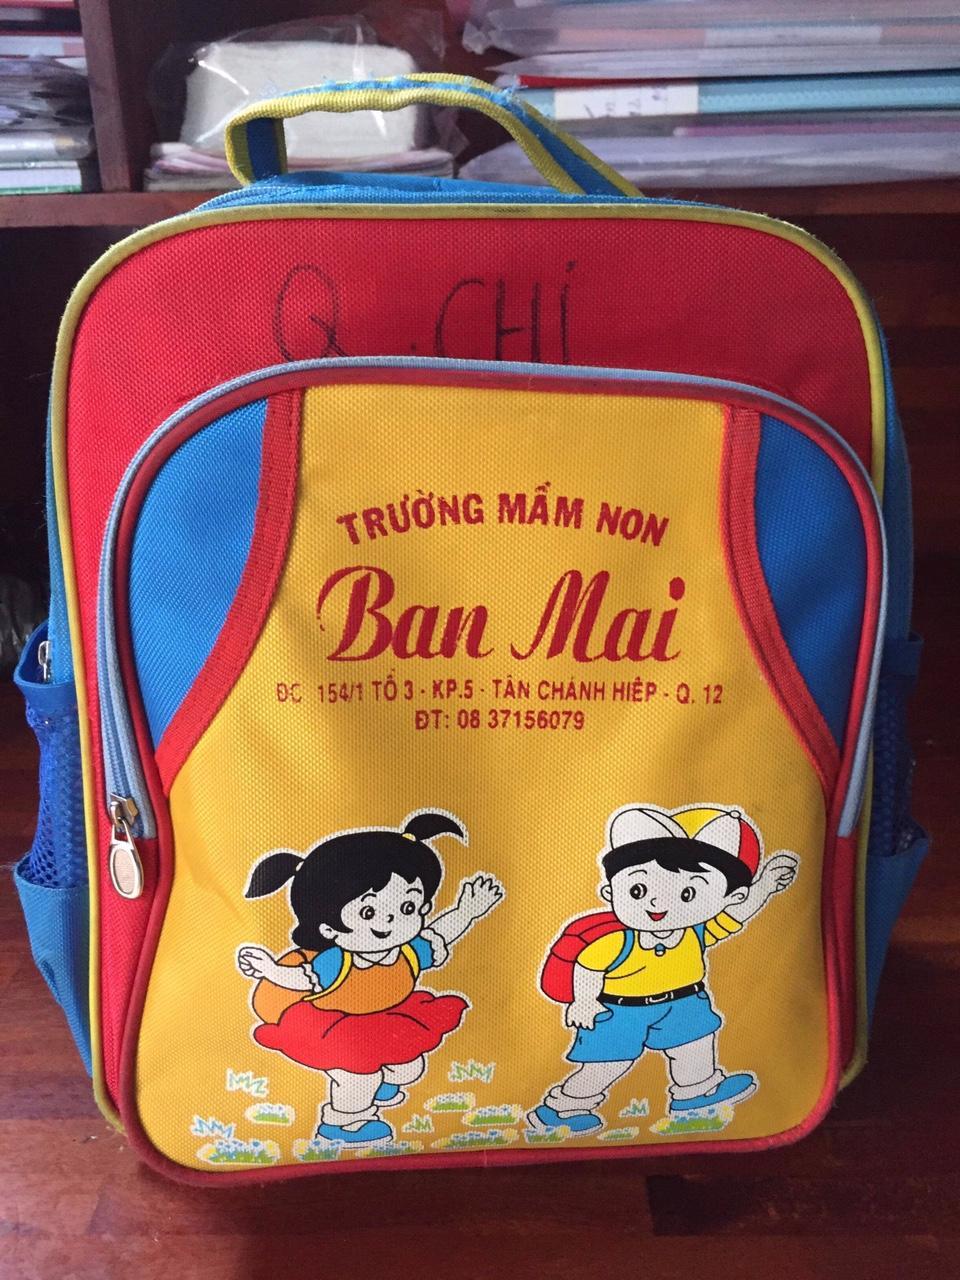 Q. CHI
TRƯỜNG MẦM NON
Ban Mai
ĐC 154/1 TỔ 3 - KP.5 - TÂN CHÁNH HIỆP - Q. 12
ĐT: 08 37156079